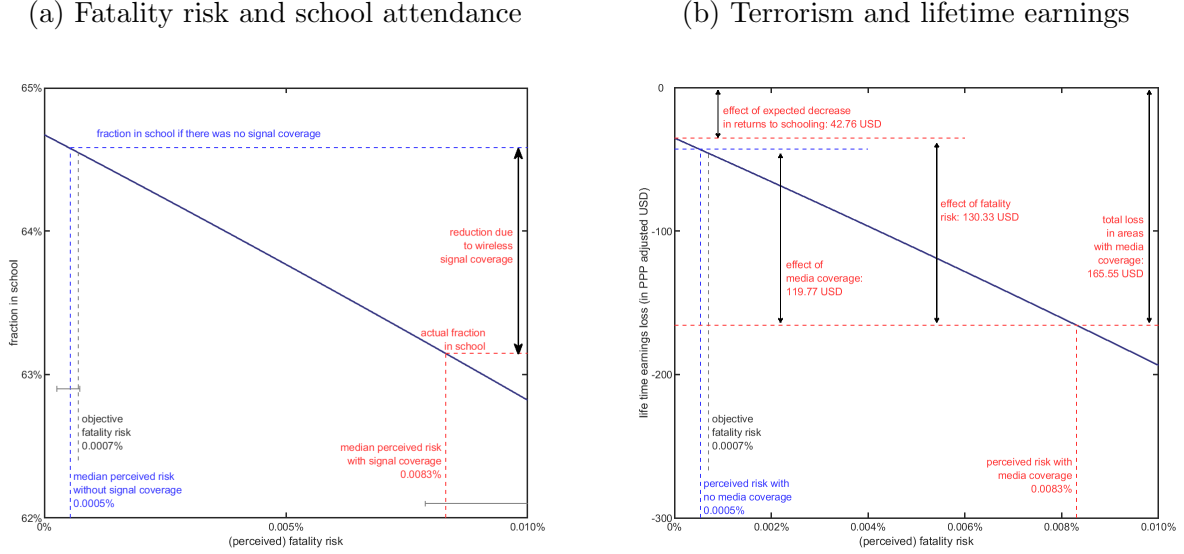 (a) Fatality risk and school attendance
65%
64%
63%
62%
fraction in school
fraction in school if there was no signal coverage
reduction due
to wireless
signal coverage
actual fraction
in school
objective
fatality risk
0.0007%
median perceived risk
with signal coverage
0.0083%
median perceived risk
without signal coverage
0.0005%
0%
0.005%
0.010%
(perceived) fatality risk
(b) Terrorism and lifetime earnings
0
-100
-200
-300
life time earnings loss (in PPP adjusted USD)
effect of expected decrease
in returns to schooling: 42.76 USD
effect of fatality
risk: 130.33 USD
total loss
in areas
with media
coverage:
165.55 USD
effect of
media coverage:
119.77 USD
objective
fatality risk
0.0007%
perceived risk with
media coverage
0.0083%
perceived risk with
no media coverage
0.0005%
0%
0.002%
0.004%
0.006%
0.008%
0.010%
(perceived) fatality risk